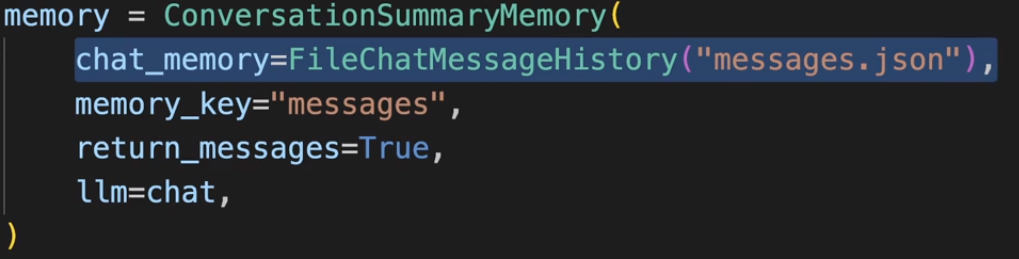 memory = ConversationSummaryMemory(
    chat_memory=FileChatMessageHistory("messages.json"),
    memory_key="messages",
    return_messages=True,
    llm=chat,
)